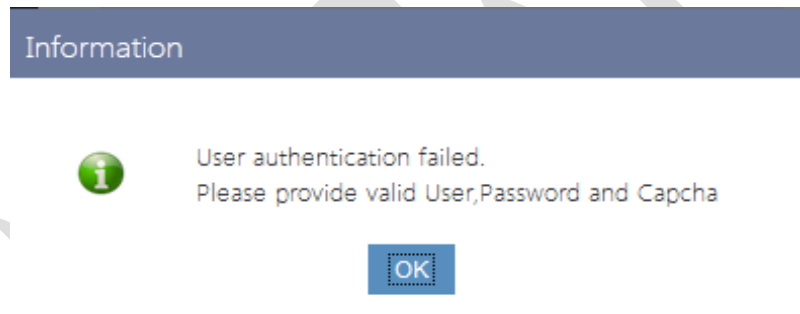 Information
User authentication failed.
Please provide valid User,Password and Capcha
OK